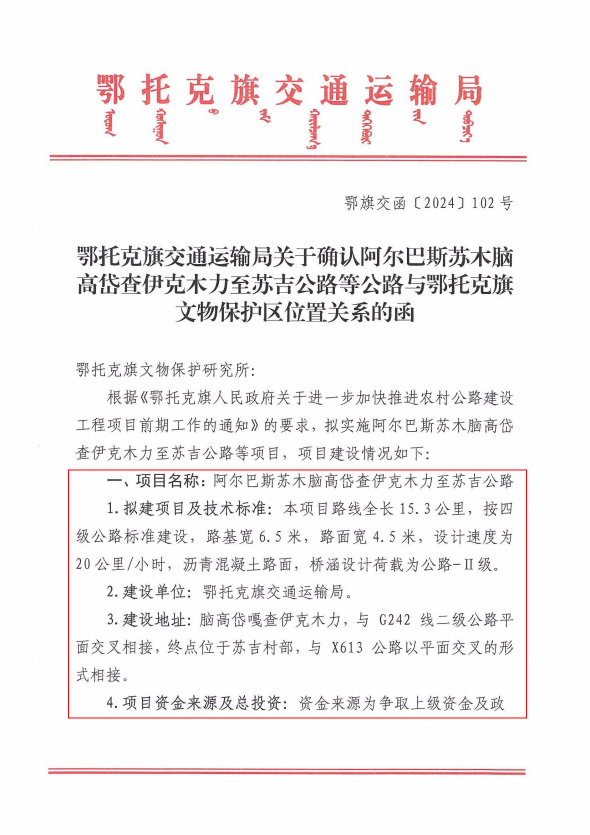 鄂托克旗交通运输局
鄂旗交函〔2024〕102号
鄂托克旗交通运输局关于确认阿尔巴斯苏木脑
高岱查伊克木力至苏吉公路等公路与鄂托克旗
文物保护区位置关系的函
鄂托克旗文物保护研究所：
根据《鄂托克旗人民政府关于进一步加快推进农村公路建设
工程项目前期工作的通知》的要求，拟实施阿尔巴斯苏木脑高岱
查伊克木力至苏吉公路等项目，项目建设情况如下：
一、项目名称：阿尔巴斯苏木脑高岱查伊克木力至苏吉公路
1.拟建项目及技术标准：本项目路线全长15.3公里，按四
级公路标准建设，路基宽6.5米，路面宽4.5米，设计速度为
20公里/小时，沥青混凝土路面，桥涵设计荷载为公路-Ⅱ级。
2.建设单位：鄂托克旗交通运输局。
3.建设地址：脑高岱嘎查伊克木力，与 G242 线二级公路平
面交叉相接，终点位于苏吉村部，与 X613 公路以平面交叉的形
式相接。
4.项目资金来源及总投资：资金来源为争取上级资金及政